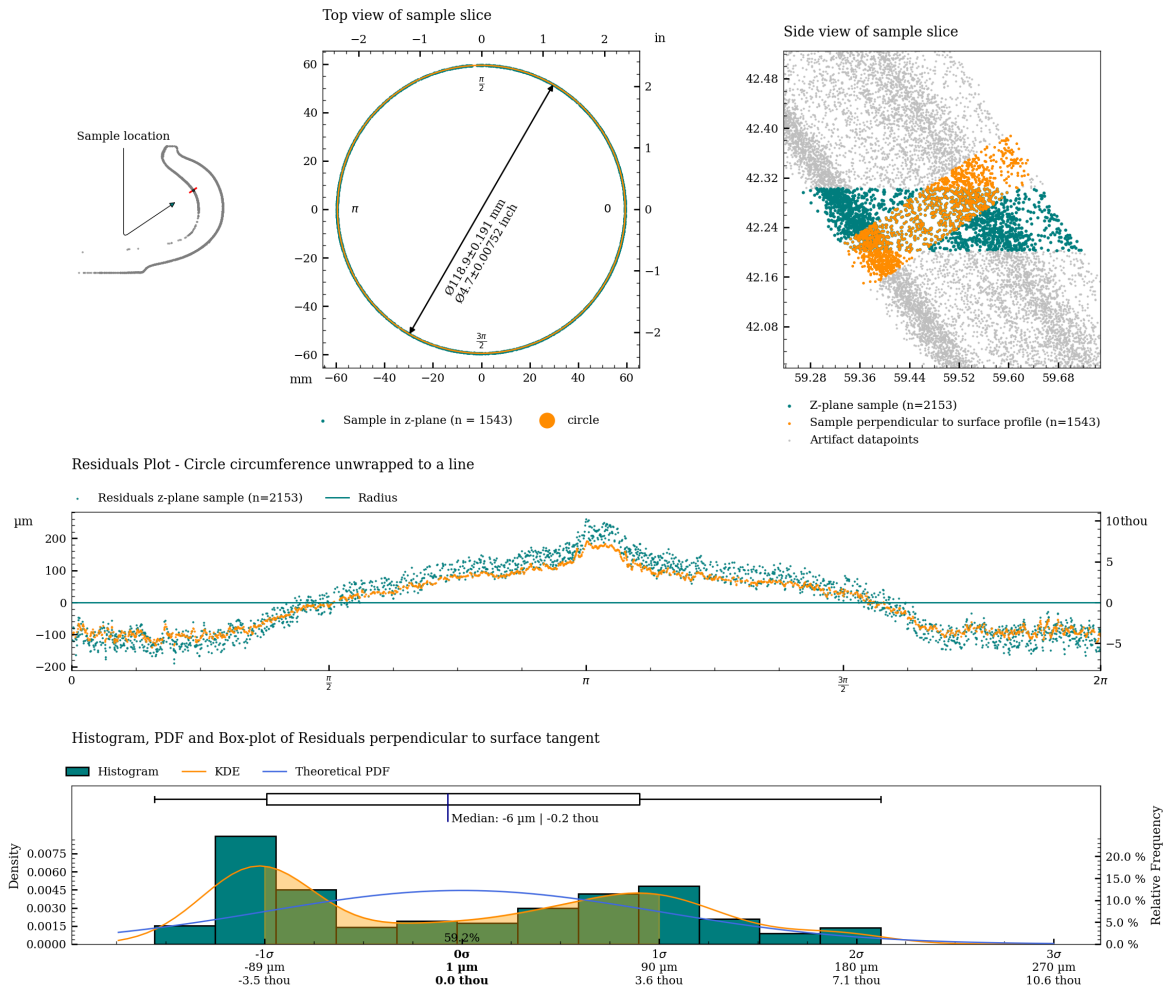 Top view of sample slice
−2 −1 0 1 2 in
Side view of sample slice
Sample location
60
40
20
0
−20
−40
−60
mm
π/2
π
0
3π/2
Ø118.9±0.191 mm
Ø4.7±0.00752 inch
2
1
0
−1
−2
−60 −40 −20 0 20 40 60
42.48
42.40
42.32
42.24
42.16
42.08
59.28 59.36 59.44 59.52 59.60 59.68
Sample in z-plane (n = 1543) circle
Z-plane sample (n=2153)
Sample perpendicular to surface profile (n=1543)
Artifact datapoints
Residuals Plot - Circle circumference unwrapped to a line
Residuals z-plane sample (n=2153) Radius
µm
200
100
0
−100
−200
10thou
5
0
−5
0 π/2 π 3π/2 2π
Histogram, PDF and Box-plot of Residuals perpendicular to surface tangent
Histogram KDE Theoretical PDF
Median: -6 µm | -0.2 thou
Density
0.0075
0.0060
0.0045
0.0030
0.0015
0.0000
59.2%
Relative Frequency
20.0 %
15.0 %
10.0 %
5.0 %
0.0 %
-1σ 0σ 1σ 2σ 3σ
-89 µm 1 µm 90 µm 180 µm 270 µm
-3.5 thou 0.0 thou 3.6 thou 7.1 thou 10.6 thou